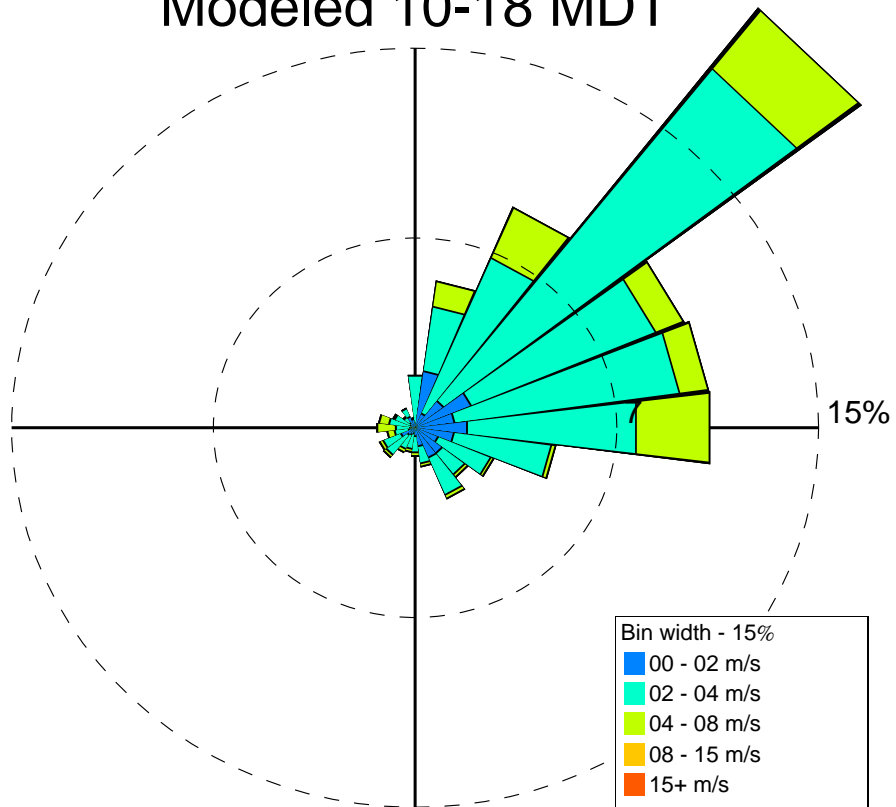 Modeled 10-18 MDT
15%
Bin width - 15%
00 - 02 m/s
02 - 04 m/s
04 - 08 m/s
08 - 15 m/s
15+ m/s